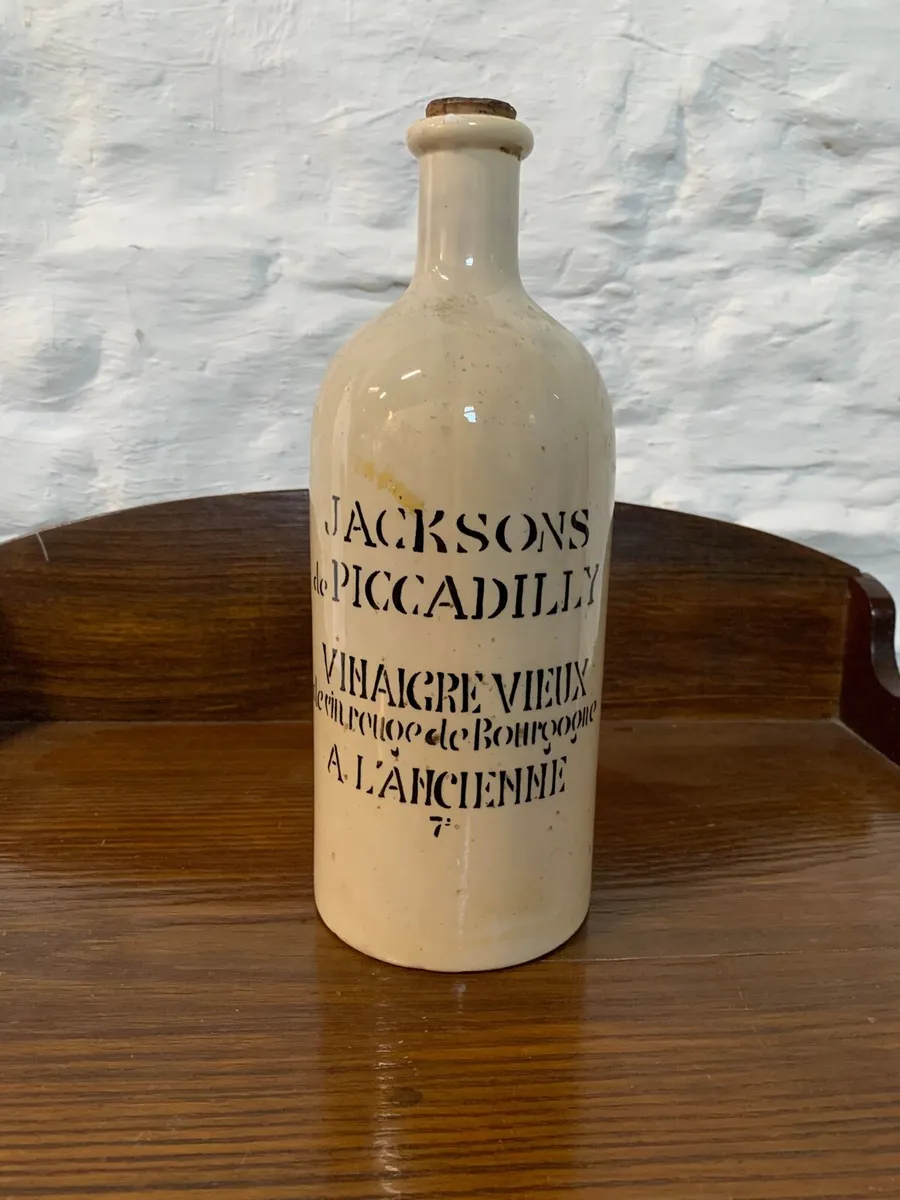 JACKSONS
de PICCADILLY
VINAIGRE VIEUX
de vin rouge de Bourgogne
A L'ANCIENNE
7°